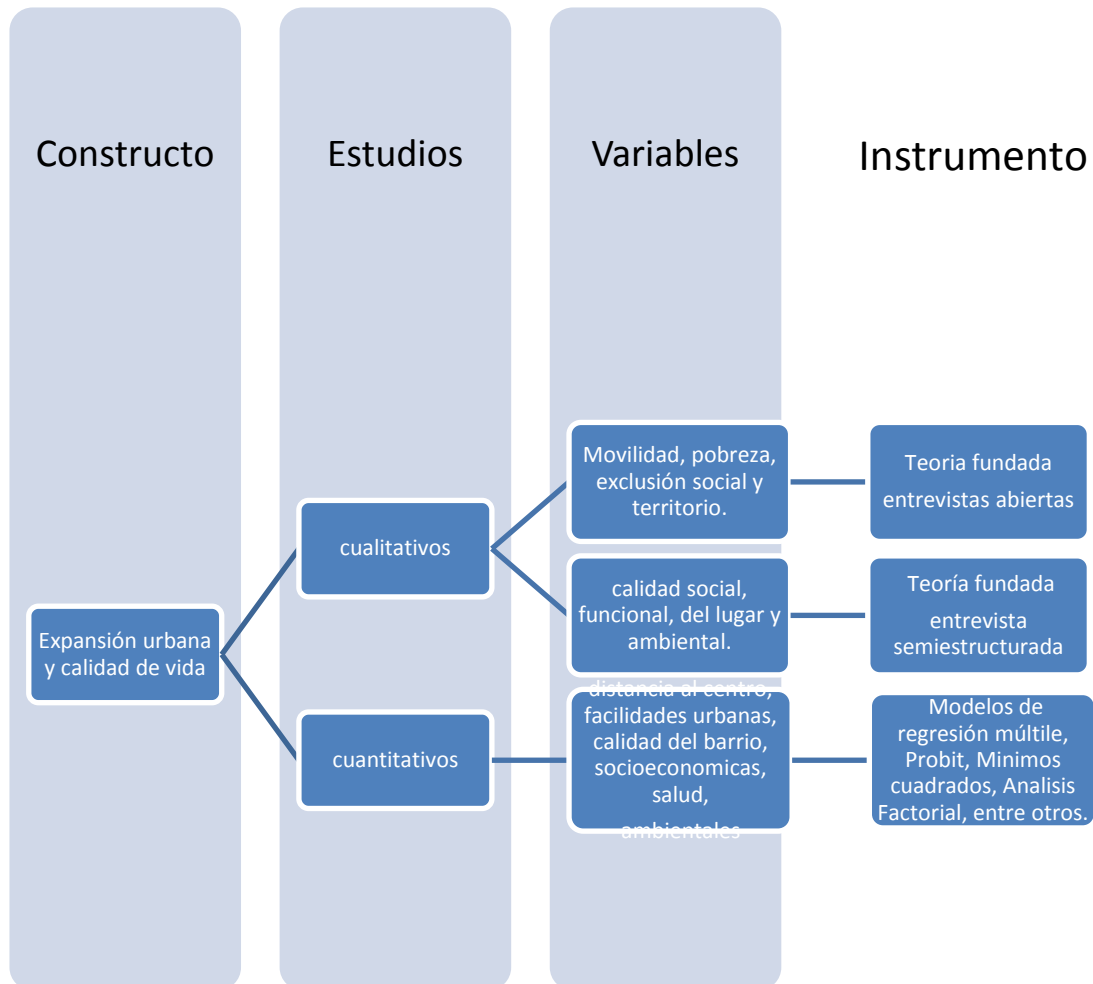 Constructo
Estudios
Variables
Instrumento
Expansión urbana
y calidad de vida
cualitativos
cuantitativos
Movilidad, pobreza,
exclusión social y
territorio.
calidad social,
funcional, del lugar y
ambiental.
distancia al centro,
facilidades urbanas,
calidad del barrio,
socioeconomicas,
salud,
ambientales
Teoria fundada
entrevistas abiertas
Teoría fundada
entrevista
semiestructurada
Modelos de
regresión múltile,
Probit, Minimos
cuadrados, Analisis
Factorial, entre otros.